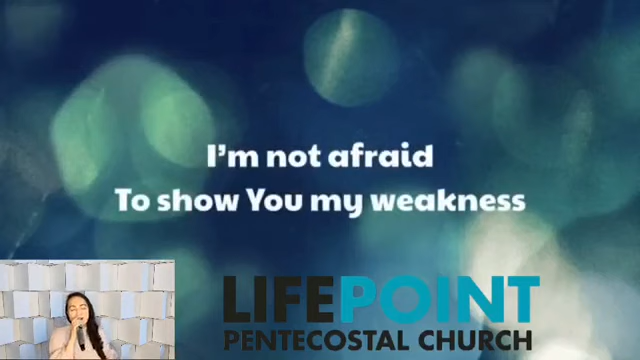 I'm not afraid
To show You my weakness
LIFEPOINT
PENTECOSTAL CHURCH